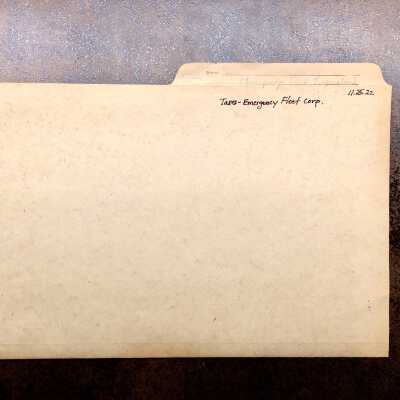 Taxes - Emergency Fleet Corp.
11.25.22